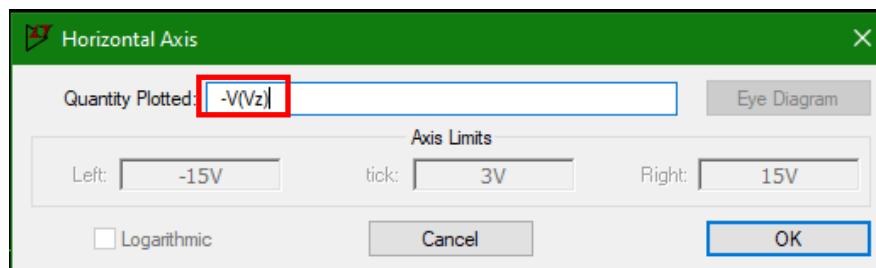 Horizontal Axis
Quantity Plotted: -V(Vz) Eye Diagram
Axis Limits
Left: -15V tick: 3V Right: 15V
Logarithmic Cancel OK